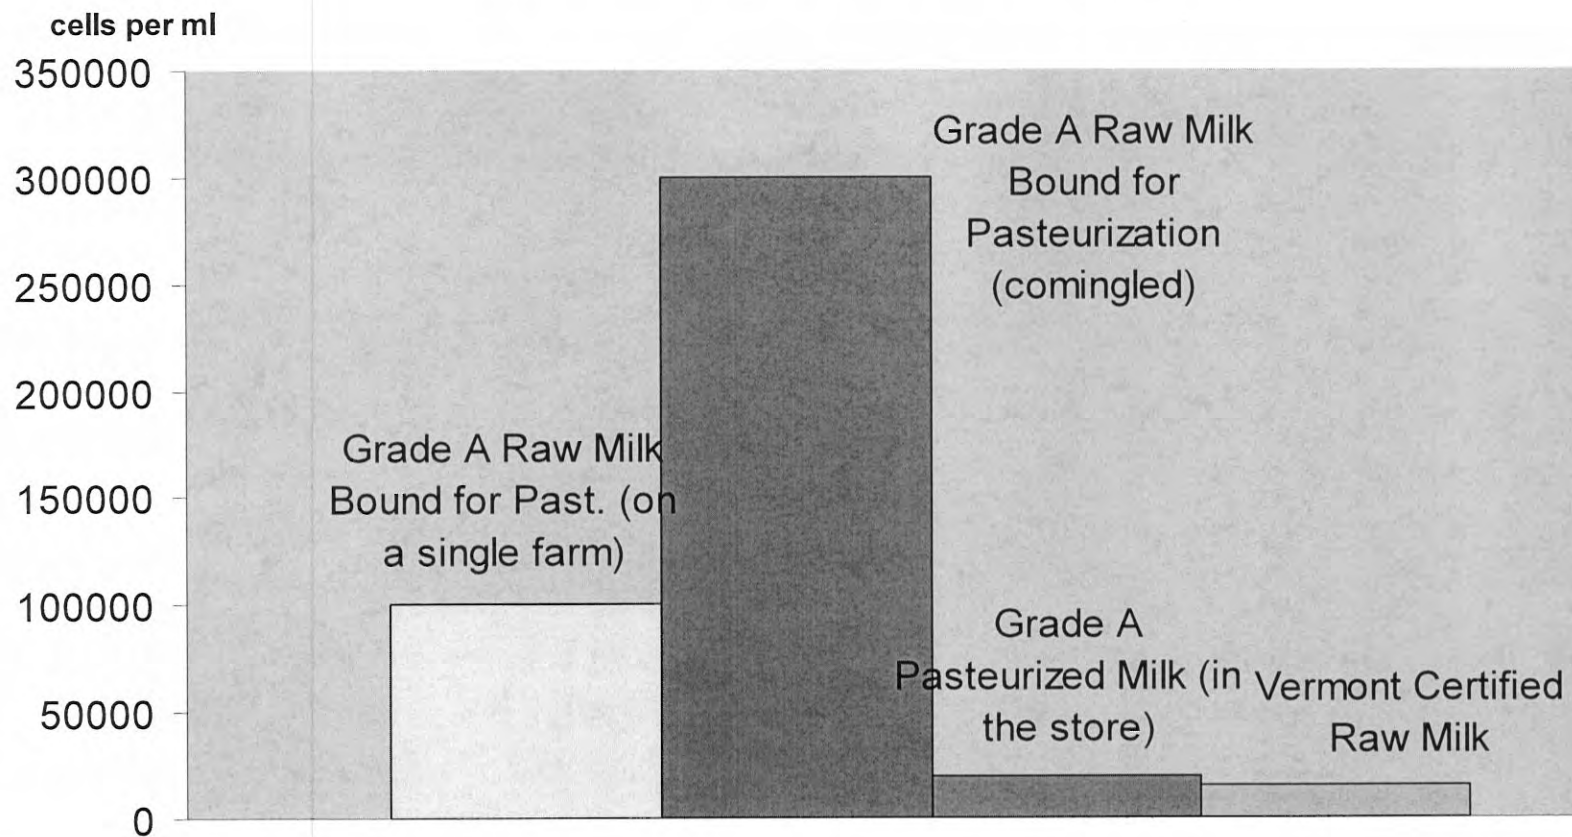 cells per ml
350000
300000
250000
200000
150000
100000
50000
0
Grade A Raw Milk
Bound for Past. (on
a single farm)
Grade A Raw Milk
Bound for
Pasteurization
(comingled)
Grade A
Pasteurized Milk (in
the store)
Vermont Certified
Raw Milk